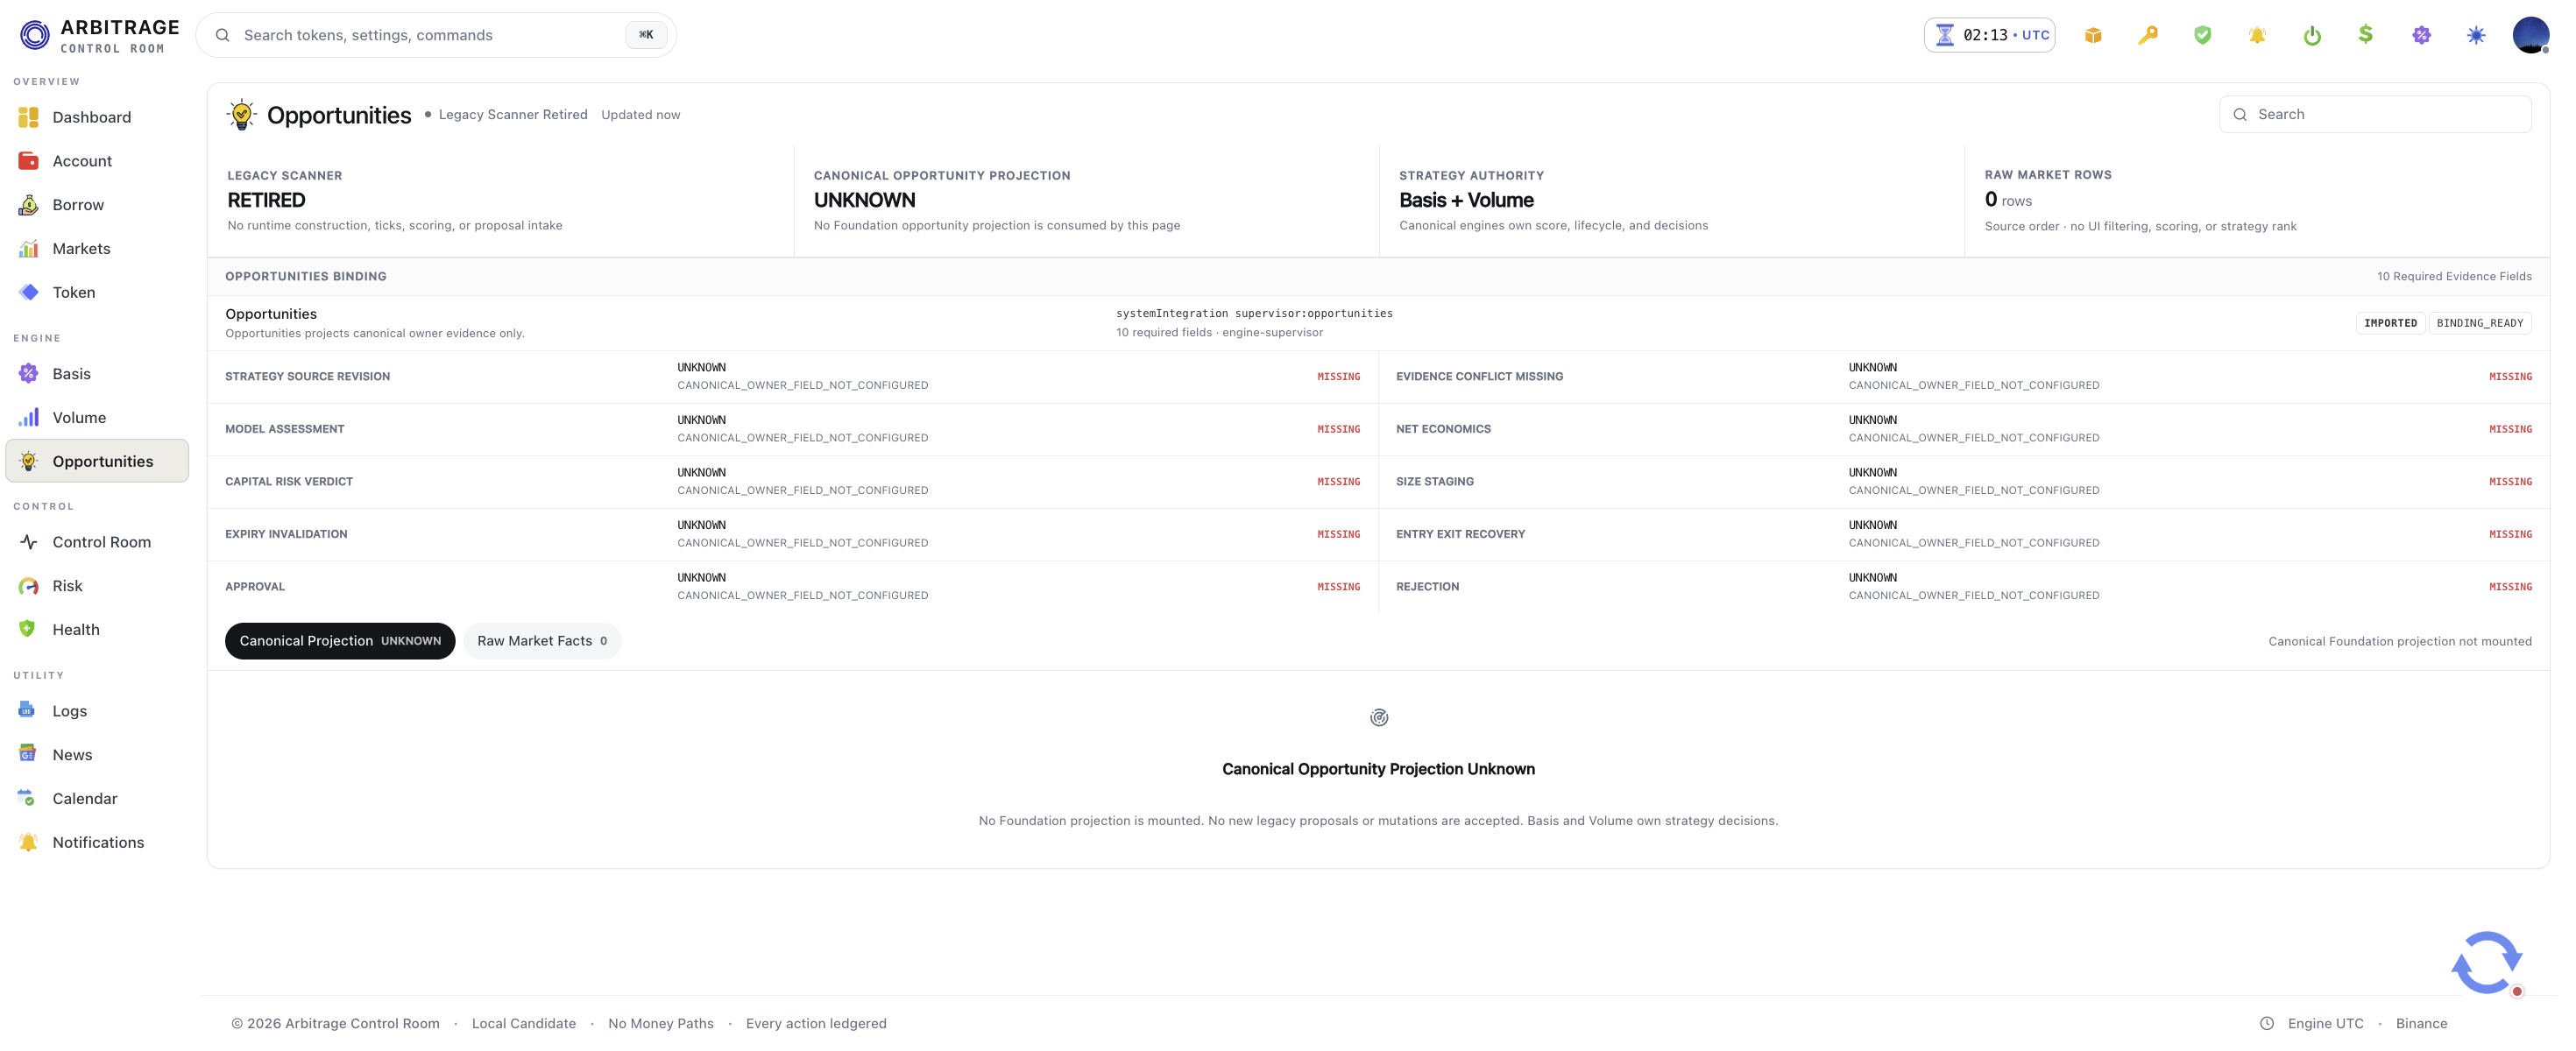 ARBITRAGE
CONTROL ROOM
Search tokens, settings, commands
⌘K
02:13 • UTC
OVERVIEW
Dashboard
Account
Borrow
Markets
Token
ENGINE
Basis
Volume
Opportunities
CONTROL
Control Room
Risk
Health
UTILITY
Logs
News
Calendar
Notifications
Opportunities • Legacy Scanner Retired Updated now
Search
LEGACY SCANNER
RETIRED
No runtime construction, ticks, scoring, or proposal intake
CANONICAL OPPORTUNITY PROJECTION
UNKNOWN
No Foundation opportunity projection is consumed by this page
STRATEGY AUTHORITY
Basis + Volume
Canonical engines own score, lifecycle, and decisions
RAW MARKET ROWS
0 rows
Source order · no UI filtering, scoring, or strategy rank
OPPORTUNITIES BINDING
10 Required Evidence Fields
Opportunities
Opportunities projects canonical owner evidence only.
systemIntegration supervisor:opportunities
10 required fields · engine-supervisor
IMPORTED
BINDING_READY
STRATEGY SOURCE REVISION
UNKNOWN
CANONICAL_OWNER_FIELD_NOT_CONFIGURED
MISSING
EVIDENCE CONFLICT MISSING
UNKNOWN
CANONICAL_OWNER_FIELD_NOT_CONFIGURED
MISSING
MODEL ASSESSMENT
UNKNOWN
CANONICAL_OWNER_FIELD_NOT_CONFIGURED
MISSING
NET ECONOMICS
UNKNOWN
CANONICAL_OWNER_FIELD_NOT_CONFIGURED
MISSING
CAPITAL RISK VERDICT
UNKNOWN
CANONICAL_OWNER_FIELD_NOT_CONFIGURED
MISSING
SIZE STAGING
UNKNOWN
CANONICAL_OWNER_FIELD_NOT_CONFIGURED
MISSING
EXPIRY INVALIDATION
UNKNOWN
CANONICAL_OWNER_FIELD_NOT_CONFIGURED
MISSING
ENTRY EXIT RECOVERY
UNKNOWN
CANONICAL_OWNER_FIELD_NOT_CONFIGURED
MISSING
APPROVAL
UNKNOWN
CANONICAL_OWNER_FIELD_NOT_CONFIGURED
MISSING
REJECTION
UNKNOWN
CANONICAL_OWNER_FIELD_NOT_CONFIGURED
MISSING
Canonical Projection UNKNOWN
Raw Market Facts 0
Canonical Foundation projection not mounted
Canonical Opportunity Projection Unknown
No Foundation projection is mounted. No new legacy proposals or mutations are accepted. Basis and Volume own strategy decisions.
© 2026 Arbitrage Control Room · Local Candidate · No Money Paths · Every action ledgered
Engine UTC · Binance